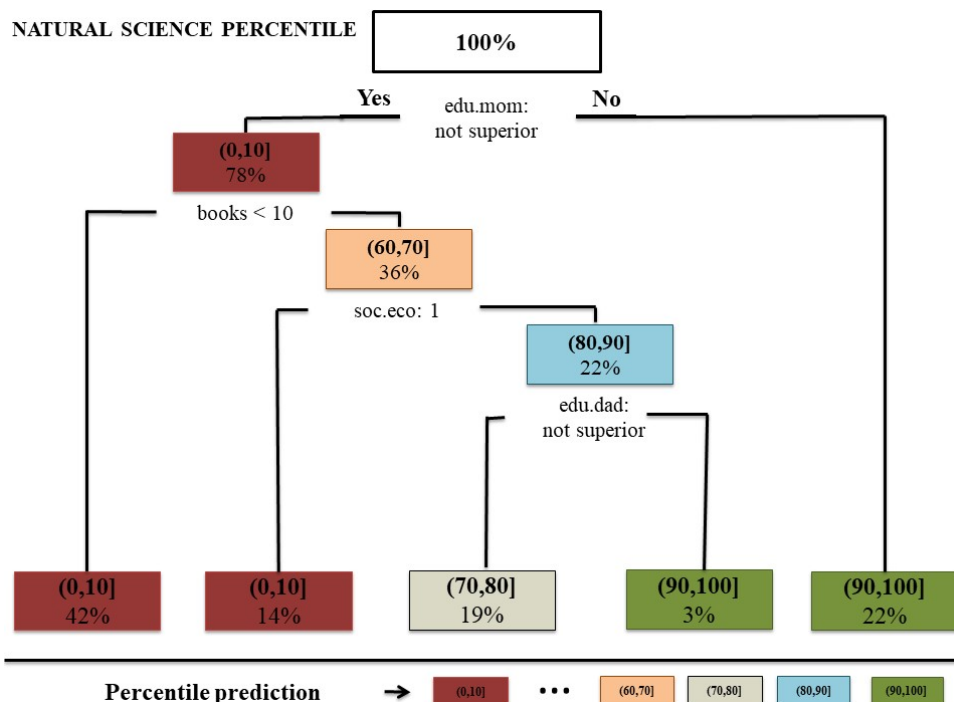 NATURAL SCIENCE PERCENTILE
100%
Yes
edu.mom:
not superior
No
(0,10]
78%
books < 10
(60,70]
36%
soc.eco: 1
(80,90]
22%
edu.dad:
not superior
(0,10]
42%
(0,10]
14%
(70,80]
19%
(90,100]
3%
(90,100]
22%
Percentile prediction → (0,10] ••• (60,70] (70,80] (80,90] (90,100]